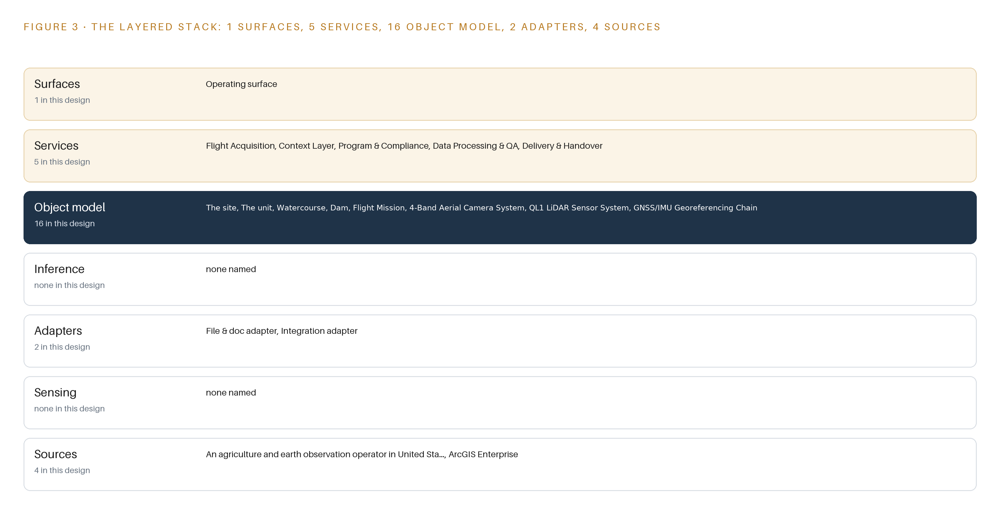 FIGURE 3 · THE LAYERED STACK: 1 SURFACES, 5 SERVICES, 16 OBJECT MODEL, 2 ADAPTERS, 4 SOURCES
Surfaces
Operating surface
1 in this design
Services
Flight Acquisition, Context Layer, Program & Compliance, Data Processing & QA, Delivery & Handover
5 in this design
Object model
The site, The unit, Watercourse, Dam, Flight Mission, 4-Band Aerial Camera System, QL1 LiDAR Sensor System, GNSS/IMU Georeferencing Chain
16 in this design
Inference
none named
none in this design
Adapters
File & doc adapter, Integration adapter
2 in this design
Sensing
none named
none in this design
Sources
An agriculture and earth observation operator in United Sta..., ArcGIS Enterprise
4 in this design